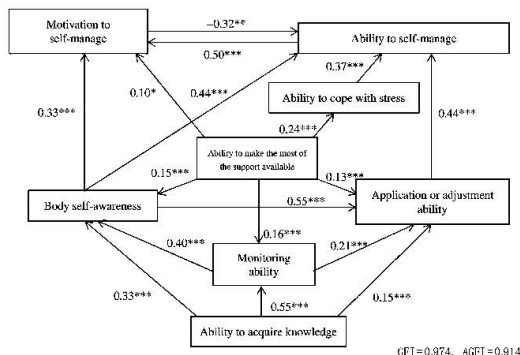 Motivation to
self-manage
-0.32**
0.50***
Ability to self-manage
0.37***
0.10*
0.44***
0.33***
Ability to cope with stress
0.44***
0.24***
Ability to make the most of
the support available
0.15***
0.13***
Body self-awareness
0.55***
Application or adjustment
ability
0.16***
0.40***
0.21***
Monitoring
ability
0.33***
0.55***
0.15***
Ability to acquire knowledge
GFI=0.974, AGFI=0.914